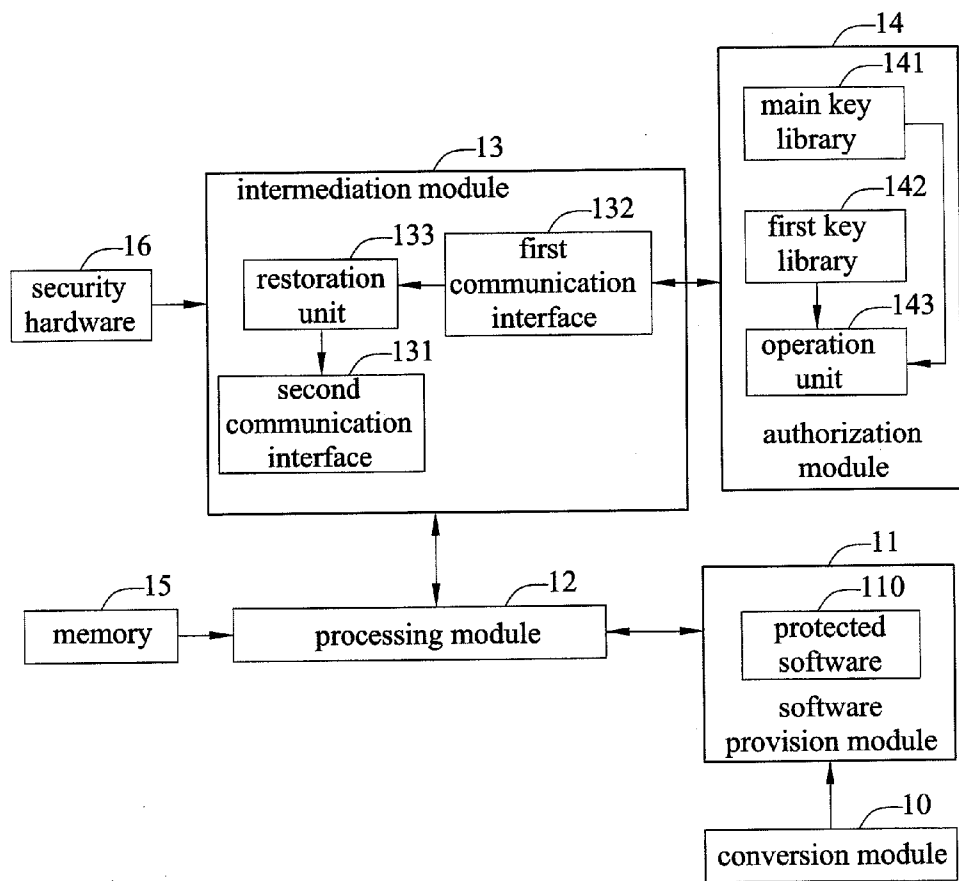 14
141
main key
library
13
intermediation module
142
132
first key
library
133
first
communication
interface
16
restoration
unit
security
hardware
143
131
operation
unit
second
communication
interface
authorization
module
11
15
12
110
memory
processing module
protected
software
software
provision module
10
conversion module